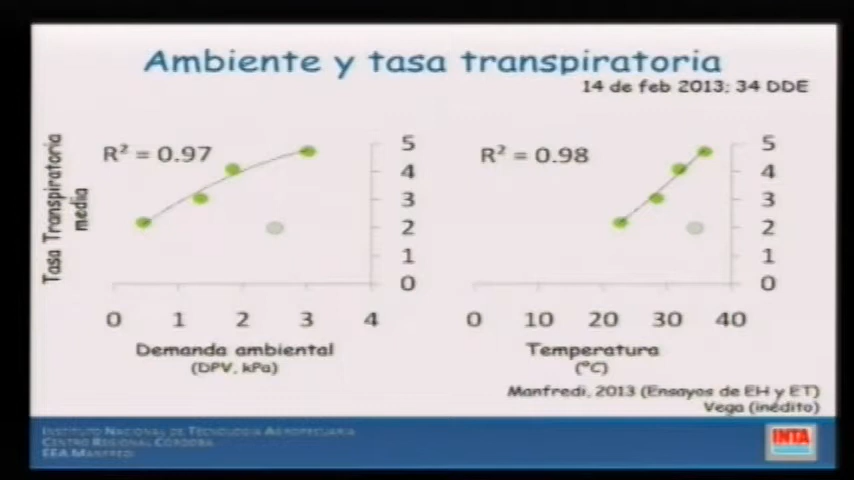 Ambiente y tasa transpiratoria
14 de feb 2013; 34 DDE
Tasa Transpiratoria
media
R² = 0.97
5
4
3
2
1
0
0 1 2 3 4
Demanda ambiental
(DPV, kPa)
R² = 0.98
5
4
3
2
1
0
0 10 20 30 40
Temperatura
(°C)
Manfredi, 2013 (Ensayos de EH y ET)
Vega (inédito)
INSTITUTO NACIONAL DE TECNOLOGIA AGROPECUARIA
CENTRO REGIONAL CÓRDOBA
EEA MANFREDI
INTA